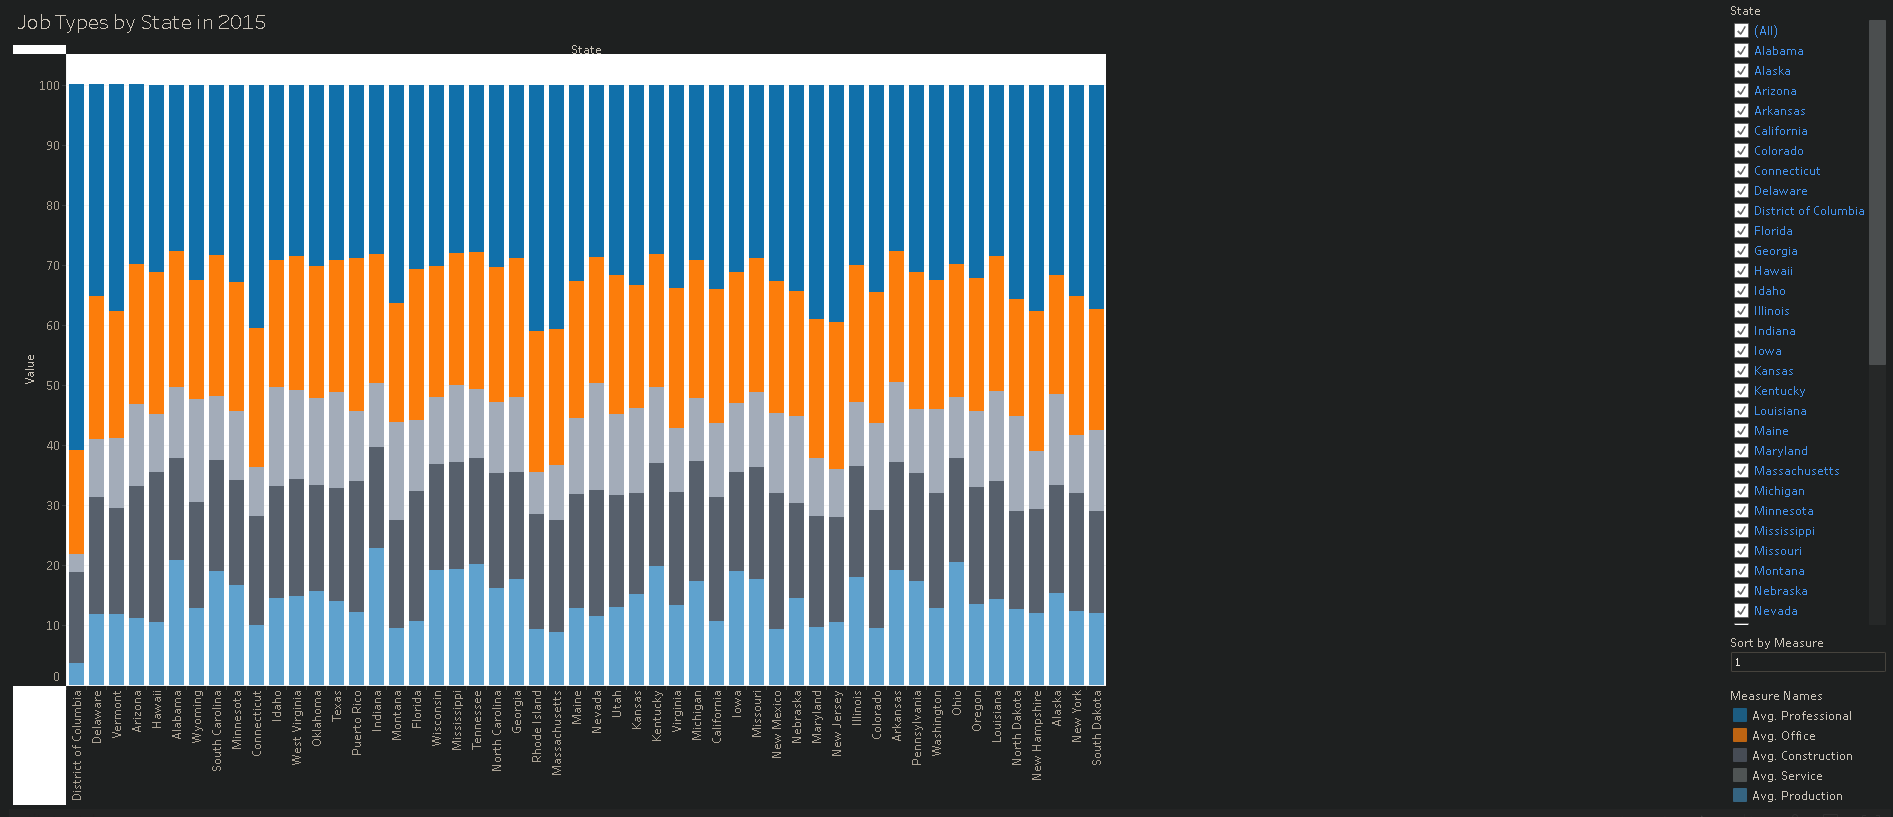 Job Types by State in 2015
State
Value
100
90
80
70
60
50
40
30
20
10
0
District of Columbia
Delaware
Vermont
Arizona
Hawaii
Alabama
Wyoming
South Carolina
Minnesota
Connecticut
Idaho
West Virginia
Oklahoma
Texas
Puerto Rico
Indiana
Montana
Florida
Wisconsin
Mississippi
Tennessee
North Carolina
Georgia
Rhode Island
Massachusetts
Maine
Nevada
Utah
Kansas
Kentucky
Virginia
Michigan
California
Iowa
Missouri
New Mexico
Nebraska
Maryland
New Jersey
Illinois
Colorado
Arkansas
Pennsylvania
Washington
Ohio
Oregon
Louisiana
North Dakota
New Hampshire
Alaska
New York
South Dakota
State
(All)
Alabama
Alaska
Arizona
Arkansas
California
Colorado
Connecticut
Delaware
District of Columbia
Florida
Georgia
Hawaii
Idaho
Illinois
Indiana
Iowa
Kansas
Kentucky
Louisiana
Maine
Maryland
Massachusetts
Michigan
Minnesota
Mississippi
Missouri
Montana
Nebraska
Nevada
Sort by Measure
1
Measure Names
Avg. Professional
Avg. Office
Avg. Construction
Avg. Service
Avg. Production